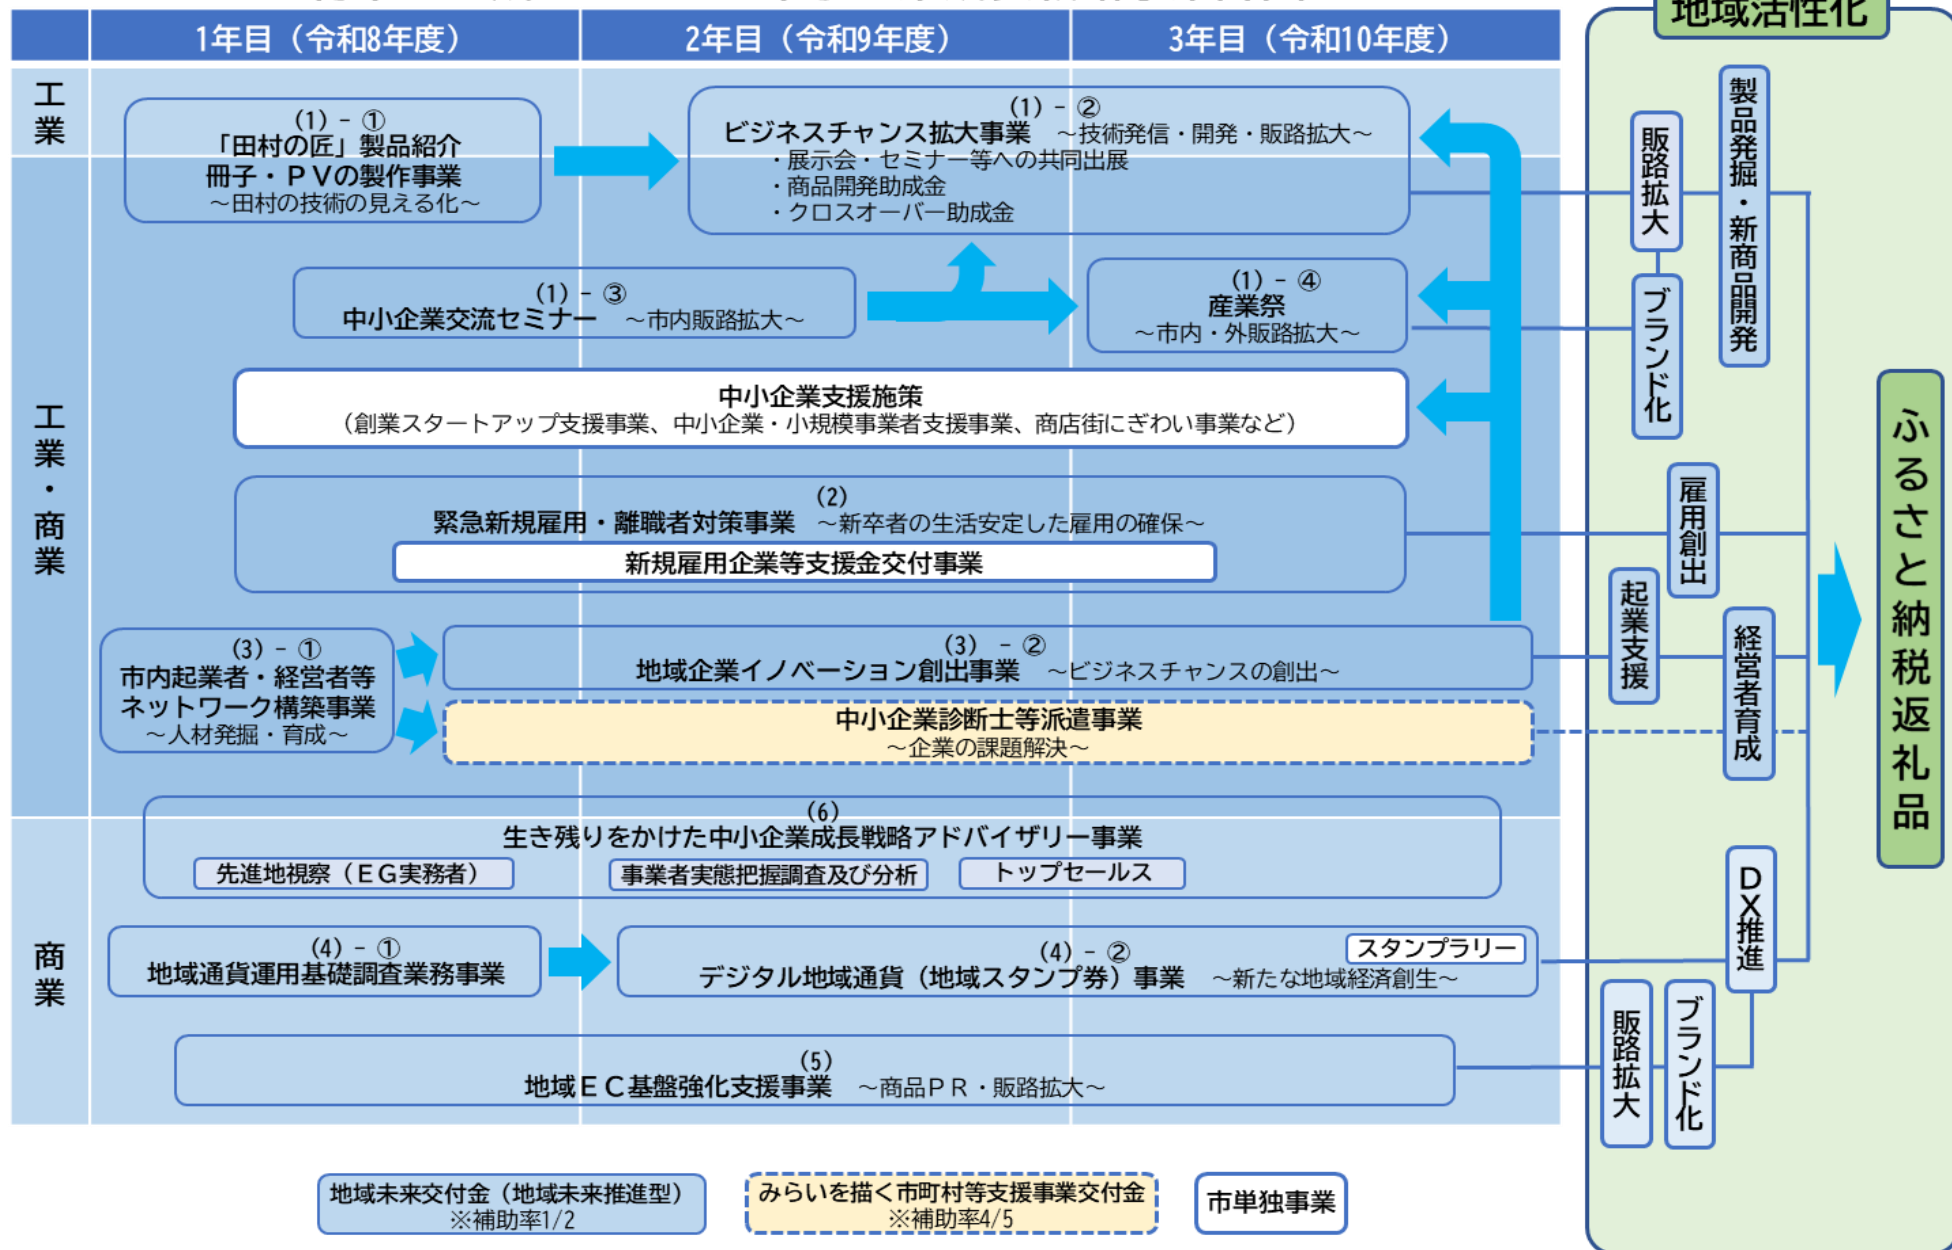 1年目（令和8年度）
2年目（令和9年度）
3年目（令和10年度）
地域活性化
工業
(1)－①
「田村の匠」製品紹介
冊子・ＰＶの製作事業
～田村の技術の見える化～
(1)－②
ビジネスチャンス拡大事業　～技術発信・開発・販路拡大～
・展示会・セミナー等への共同出展
・商品開発助成金
・クロスオーバー助成金
工業・商業
(1)－③
中小企業交流セミナー　～市内販路拡大～
(1)－④
産業祭
～市内・外販路拡大～
中小企業支援施策
（創業スタートアップ支援事業、中小企業・小規模事業者支援事業、商店街にぎわい事業など）
(2)
緊急新規雇用・離職者対策事業　～新卒者の生活安定した雇用の確保～
新規雇用企業等支援金交付事業
(3)－①
市内起業者・経営者等
ネットワーク構築事業
～人材発掘・育成～
(3)　－②
地域企業イノベーション創出事業　～ビジネスチャンスの創出～
中小企業診断士等派遣事業
～企業の課題解決～
商業
(6)
生き残りをかけた中小企業成長戦略アドバイザリー事業
先進地視察（ＥＧ実務者）
事業者実態把握調査及び分析
トップセールス
(4)－①
地域通貨運用基礎調査業務事業
(4)－②
スタンプラリー
デジタル地域通貨（地域スタンプ券）事業　～新たな地域経済創生～
(5)
地域ＥＣ基盤強化支援事業　～商品ＰＲ・販路拡大～
販路拡大
製品発掘・新商品開発
ブランド化
雇用創出
起業支援
経営者育成
ＤＸ推進
販路拡大
ブランド化
ふるさと納税返礼品
地域未来交付金（地域未来推進型）
※補助率1/2
みらいを描く市町村等支援事業交付金
※補助率4/5
市単独事業